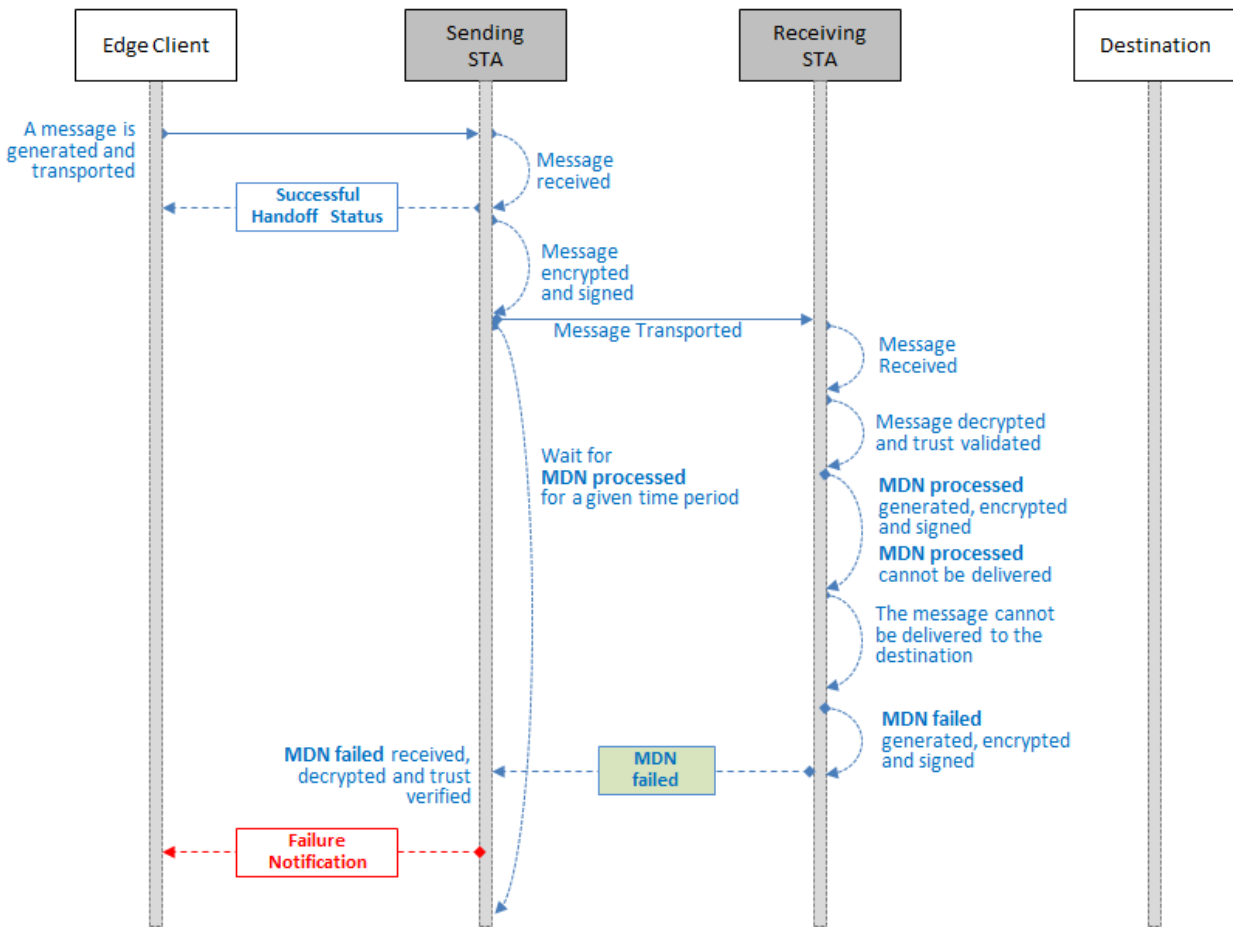 Edge Client
Sending
STA
Receiving
STA
Destination
A message is
generated and
transported
Message
received
Successful
Handoff Status
Message
encrypted
and signed
Message Transported
Message
Received
Message decrypted
and trust validated
Wait for
MDN processed
for a given time period
MDN processed
generated, encrypted
and signed
MDN processed
cannot be delivered
The message cannot
be delivered to the
destination
MDN failed
generated, encrypted
and signed
MDN failed received,
decrypted and trust
verified
MDN
failed
Failure
Notification